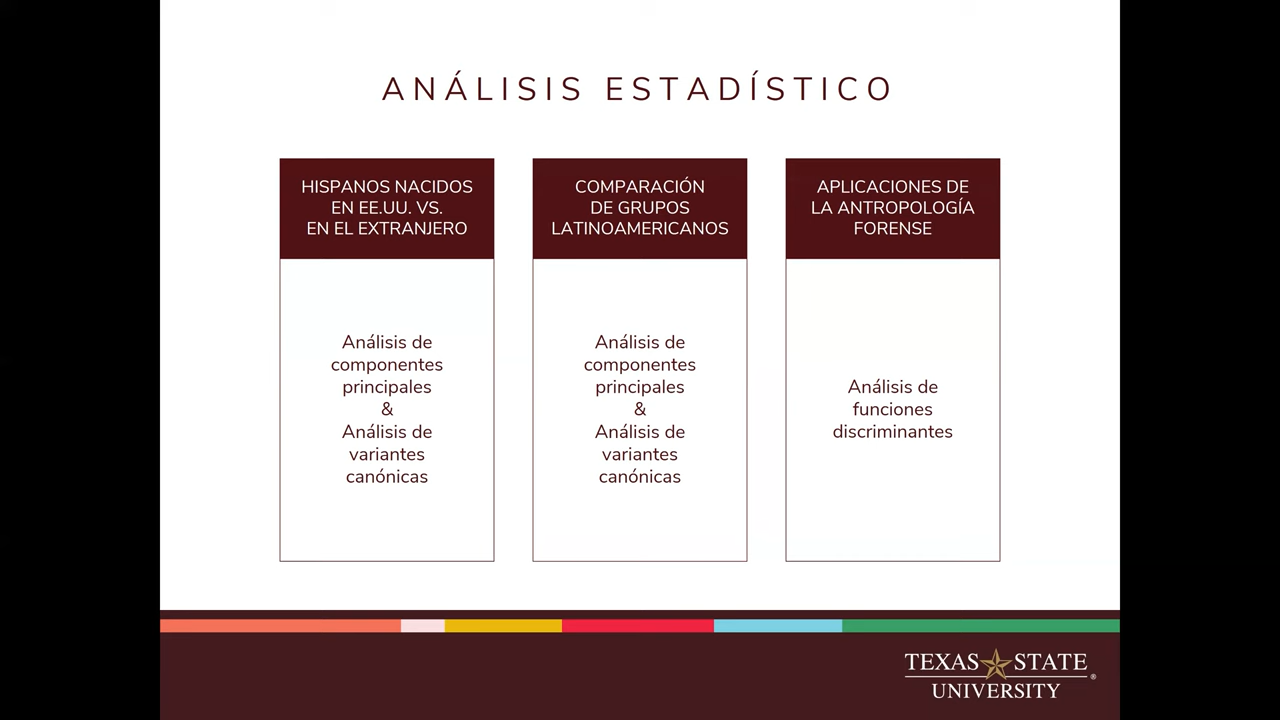 ANÁLISIS ESTADÍSTICO
HISPANOS NACIDOS
EN EE.UU. VS.
EN EL EXTRANJERO
Análisis de
componentes
principales
&
Análisis de
variantes
canónicas
COMPARACIÓN
DE GRUPOS
LATINOAMERICANOS
Análisis de
componentes
principales
&
Análisis de
variantes
canónicas
APLICACIONES DE
LA ANTROPOLOGÍA
FORENSE
Análisis de
funciones
discriminantes
TEXAS STATE
UNIVERSITY®